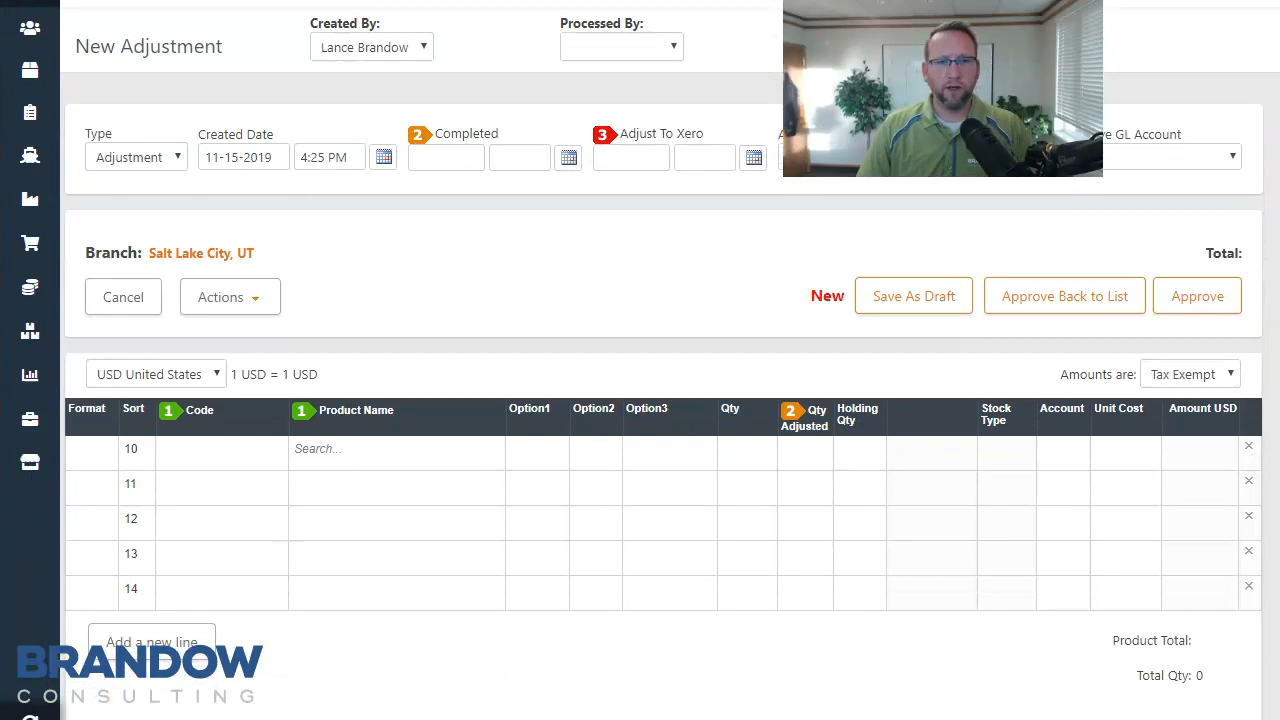 Created By:
Processed By:
New Adjustment
Lance Brandow
Type
Created Date
2 Completed
3 Adjust To Xero
GL Account
Adjustment
11-15-2019
4:25 PM
Branch: Salt Lake City, UT
Total:
Cancel
Actions
New
Save As Draft
Approve Back to List
Approve
USD United States
1 USD = 1 USD
Amounts are:
Tax Exempt
Format
Sort
1 Code
1 Product Name
Option1
Option2
Option3
Qty
2 Qty Adjusted
Holding Qty
Stock Type
Account
Unit Cost
Amount USD
10
Search...
11
12
13
14
Add a new line
Product Total:
Total Qty: 0
BRANDOW
CONSULTING